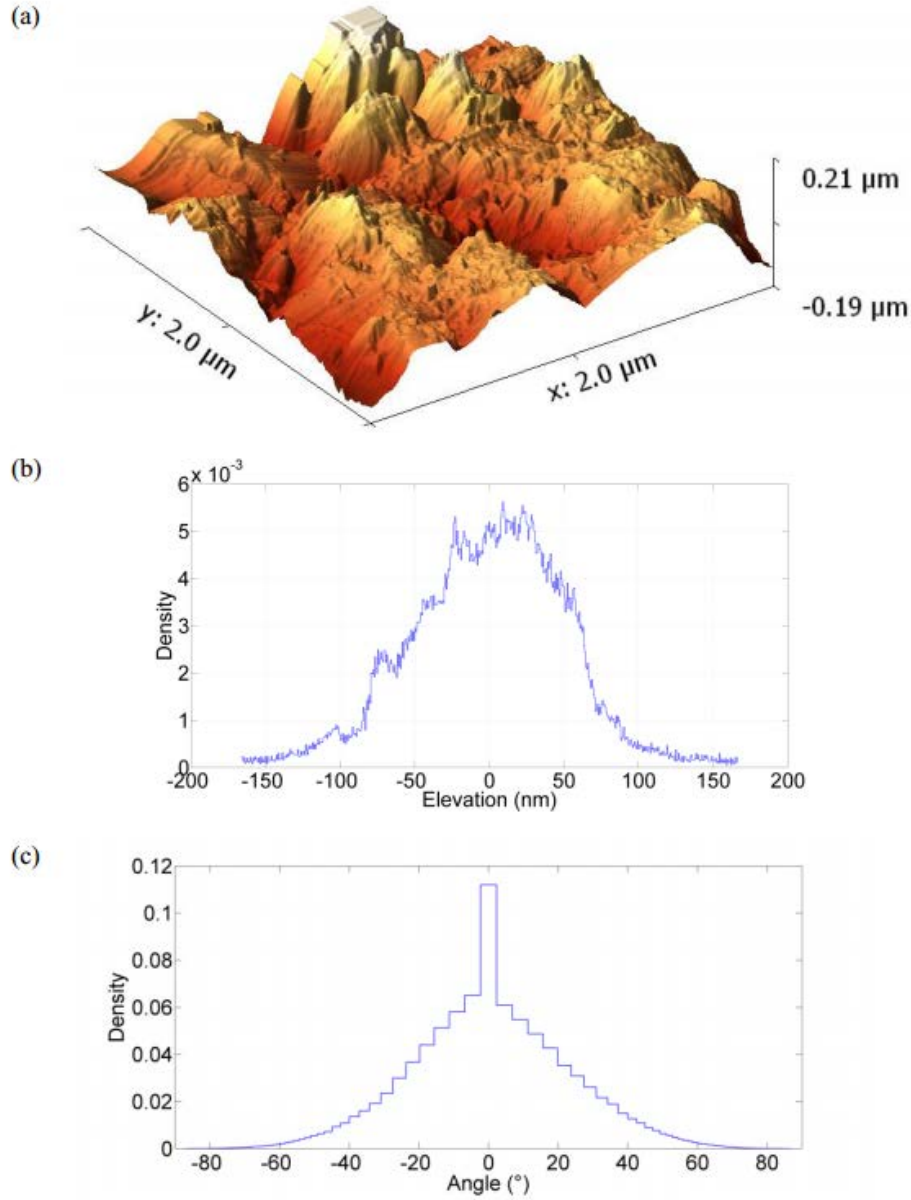 (a)
0.21 µm
-0.19 µm
y: 2.0 µm
x: 2.0 µm
(b)
6 x 10-3
5
4
3
2
1
0
Density
-200 -150 -100 -50 0 50 100 150 200
Elevation (nm)
(c)
0.12
0.1
0.08
0.06
0.04
0.02
0
Density
-80 -60 -40 -20 0 20 40 60 80
Angle (°)